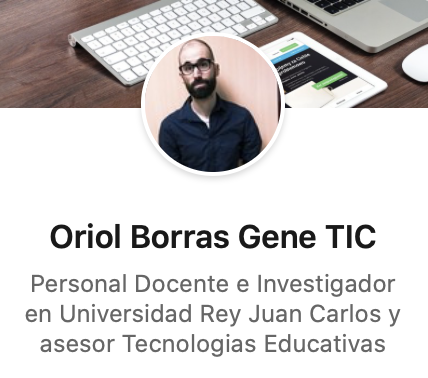 Oriol Borras Gene TIC
Personal Docente e Investigador
en Universidad Rey Juan Carlos y
asesor Tecnologias Educativas